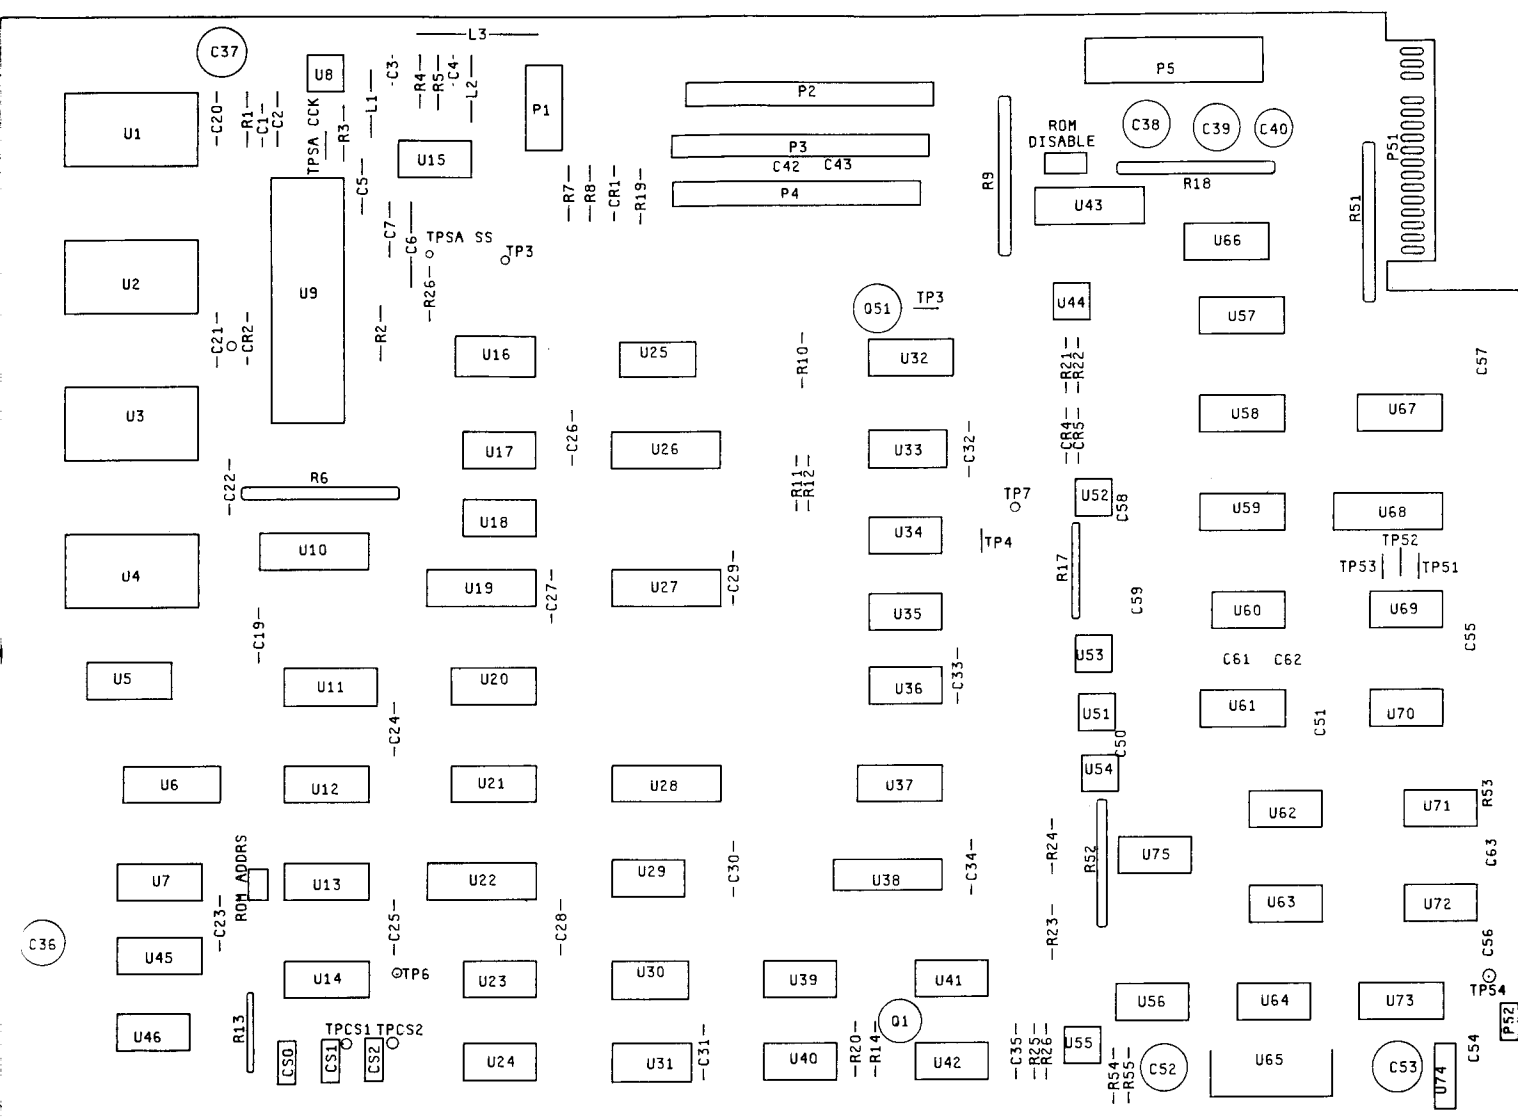 L3
C37
U8
C3
R4
R5
C4
L2
P1
P2
P5
U1
C20
R1
C1
C2
TPSA CCK
R3
L1
U15
P3
C42
C43
P4
ROM
DISABLE
C38
C39
C40
P51
R9
R18
U43
R51
C5
R7
R8
CR1
R19
C7
C6
TPSA SS
TP3
U66
U2
U9
R26
Q51
TP3
U44
U57
C21
CR2
R2
U16
U25
R10
U32
R21
R22
C57
U3
U17
C26
U26
U33
C32
CR4
CR5
U58
U67
C22
R6
R11
R12
TP7
U52
C58
U18
U34
TP4
U59
U68
TP52
U10
U4
U19
C27
U27
C29
R17
TP53
TP51
C59
U35
U60
U69
C55
C19
U53
C61
C62
U5
U11
U20
U36
C33
U51
U61
C51
U70
C24
C50
U54
U6
U12
U21
U28
U37
R53
U62
U71
ROM ADDRS
R24
R52
U75
C63
U7
U13
U22
U29
C30
U38
C34
U63
U72
C36
C23
C25
C28
R23
C56
U45
U14
TP6
U23
U30
U39
U41
TP54
U56
U64
U73
P52
U46
R13
TPCS1
TPCS2
Q1
CS0
CS1
CS2
U24
U31
C31
U40
R20
R14
U42
C35
R25
R26
U55
R54
R55
C52
U65
C53
U74
C54